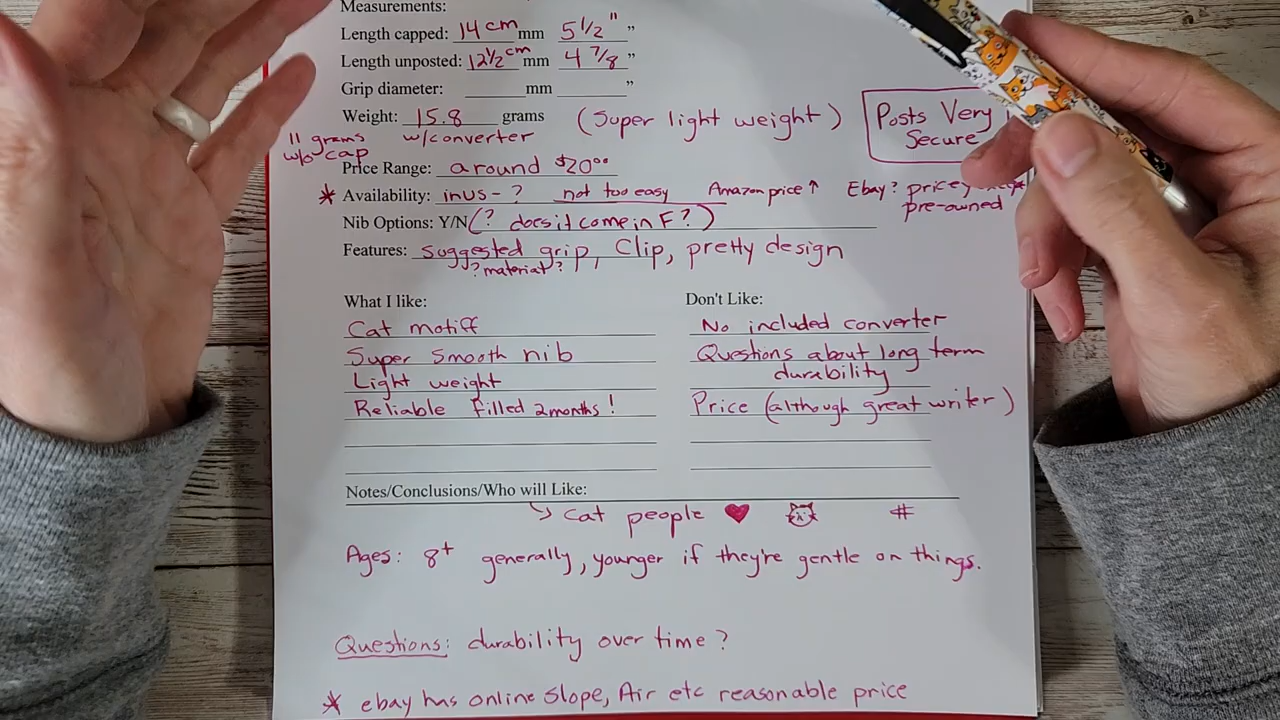 Measurements:
Length capped: 14 cm mm 5 1/2" ”
Length unposted: 12 1/2 cm mm 4 7/8 ”
Grip diameter: ______ mm ______ ”
Weight: 15.8 grams (Super light weight) Posts Very Secure
11 grams w/o cap
w/converter
Price Range: around $20.00
* Availability: in US - ? not too easy Amazon price ↑ Ebay? pricey
pre-owned
Nib Options: Y/N (? does it come in F?)
Features: suggested grip, Clip, pretty design
? material ?
What I like: Don't Like:
Cat motiff No included converter
Super smooth nib Questions about long term
durability
Light weight
Reliable filled 2 months! Price (although great writer)
Notes/Conclusions/Who will Like:
↳ Cat people ♥ #
Ages: 8+ generally, younger if they're gentle on things.
Questions: durability over time?
* ebay has online Slope, Air etc reasonable price